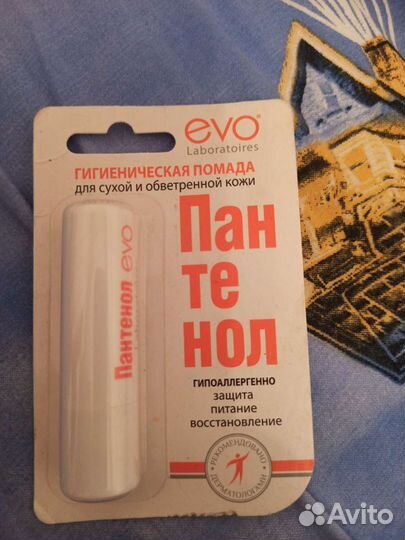 evo®
Laboratoires
ГИГИЕНИЧЕСКАЯ ПОМАДА
для сухой и обветренной кожи
Пан
те
нол
ГИПОАЛЛЕРГЕННО
защита
питание
восстановление
• РЕКОМЕНДОВАНО •
ДЕРМАТОЛОГАМИ
Пантенол evo
Avito